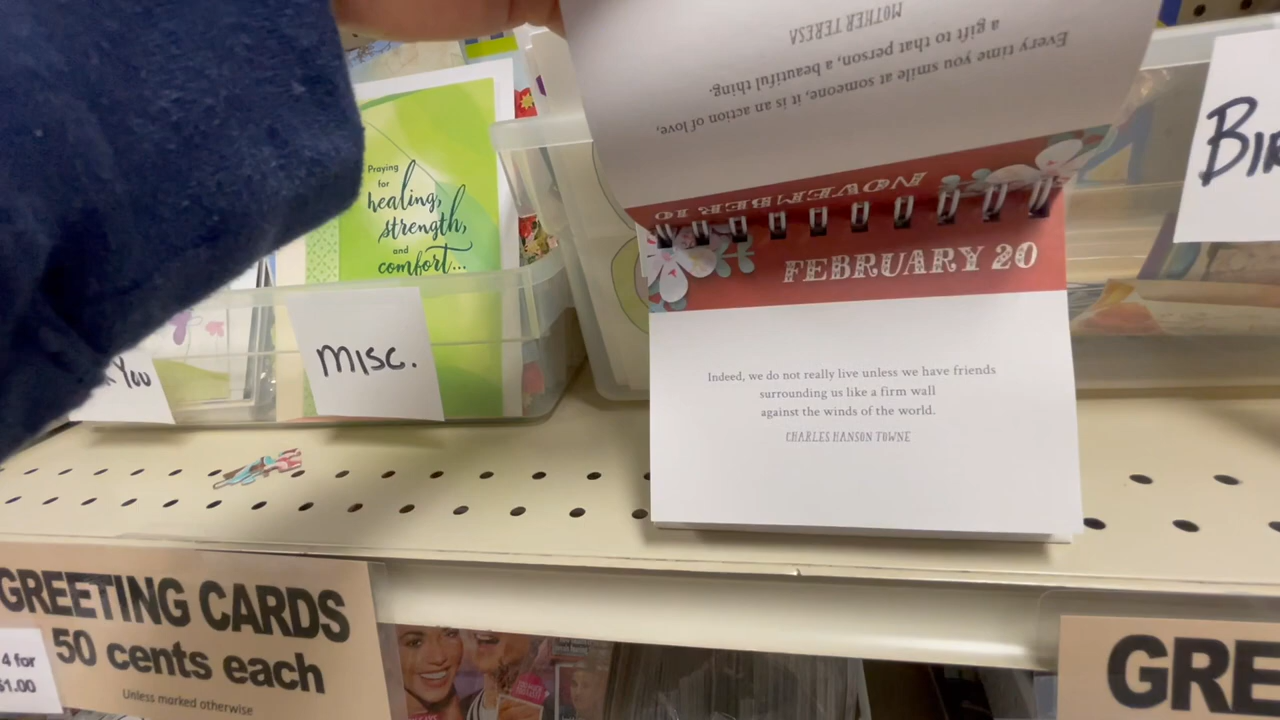 Every time you smile at someone, it is an action of love,
a gift to that person, a beautiful thing.
MOTHER TERESA
NOVEMBER 10
FEBRUARY 20
Indeed, we do not really live unless we have friends
surrounding us like a firm wall
against the winds of the world.
CHARLES HANSON TOWNE
Praying
for
healing,
strength,
and
comfort...
You
MISC.
GREETING CARDS
50 cents each
Unless marked otherwise
4 for
$1.00